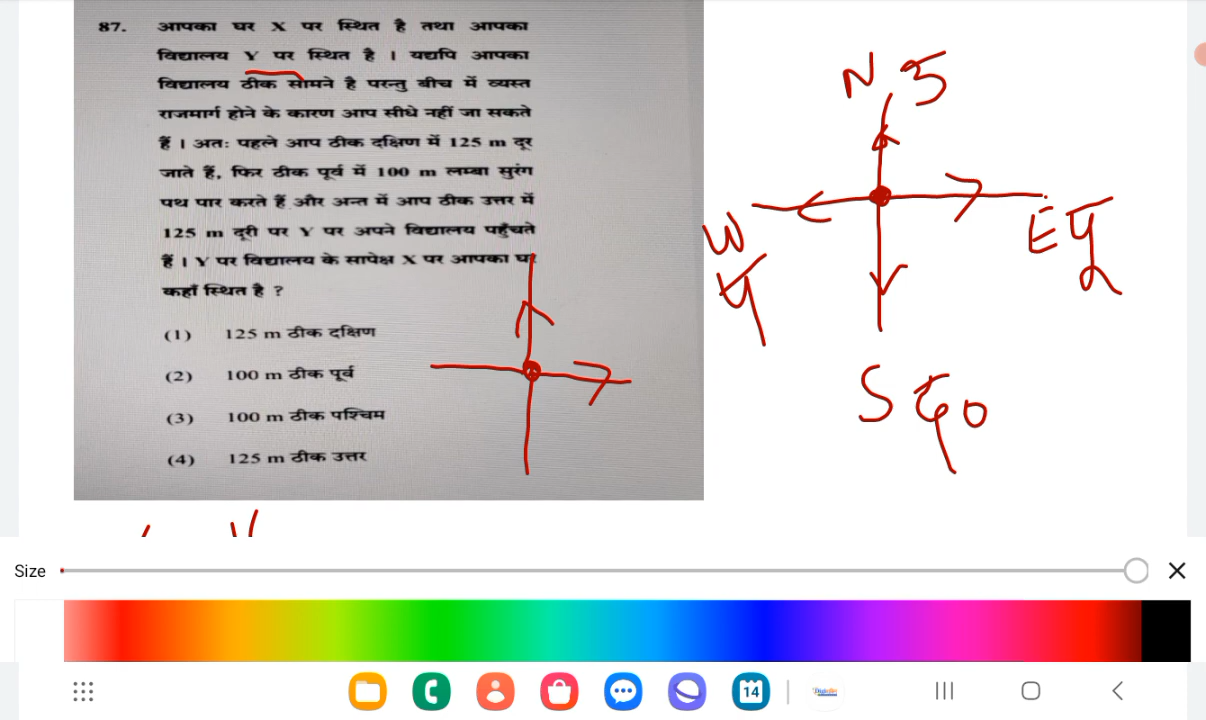 87. आपका घर X पर स्थित है तथा आपका
विद्यालय Y पर स्थित है । यद्यपि आपका
विद्यालय ठीक सामने है परन्तु बीच में व्यस्त
राजमार्ग होने के कारण आप सीधे नहीं जा सकते
हैं । अतः पहले आप ठीक दक्षिण में 125 m दूर
जाते हैं, फिर ठीक पूर्व में 100 m लम्बा सुरंग
पथ पार करते हैं और अन्त में आप ठीक उत्तर में
125 m दूरी पर Y पर अपने विद्यालय पहुँचते
हैं । Y पर विद्यालय के सापेक्ष X पर आपका घर
कहाँ स्थित है ?
(1) 125 m ठीक दक्षिण
(2) 100 m ठीक पूर्व
(3) 100 m ठीक पश्चिम
(4) 125 m ठीक उत्तर
N उ
W
प
E पू
S द०
Size
14